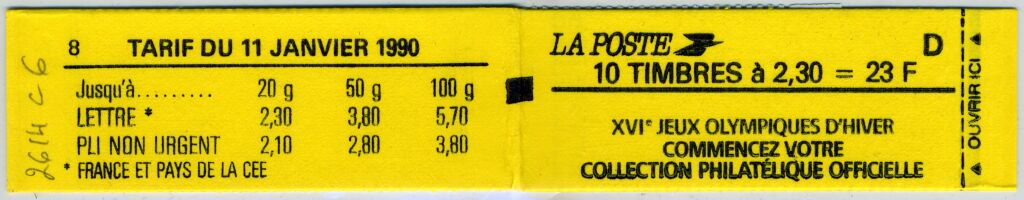 8 TARIF DU 11 JANVIER 1990
Jusqu'à......... 20 g 50 g 100 g
LETTRE * 2,30 3,80 5,70
PLI NON URGENT 2,10 2,80 3,80
* FRANCE ET PAYS DE LA CEE
2614 C 6
LA POSTE D
10 TIMBRES à 2,30 = 23 F
XVIe JEUX OLYMPIQUES D'HIVER
COMMENCEZ VOTRE
COLLECTION PHILATÉLIQUE OFFICIELLE
▲ OUVRIR ICI ▲